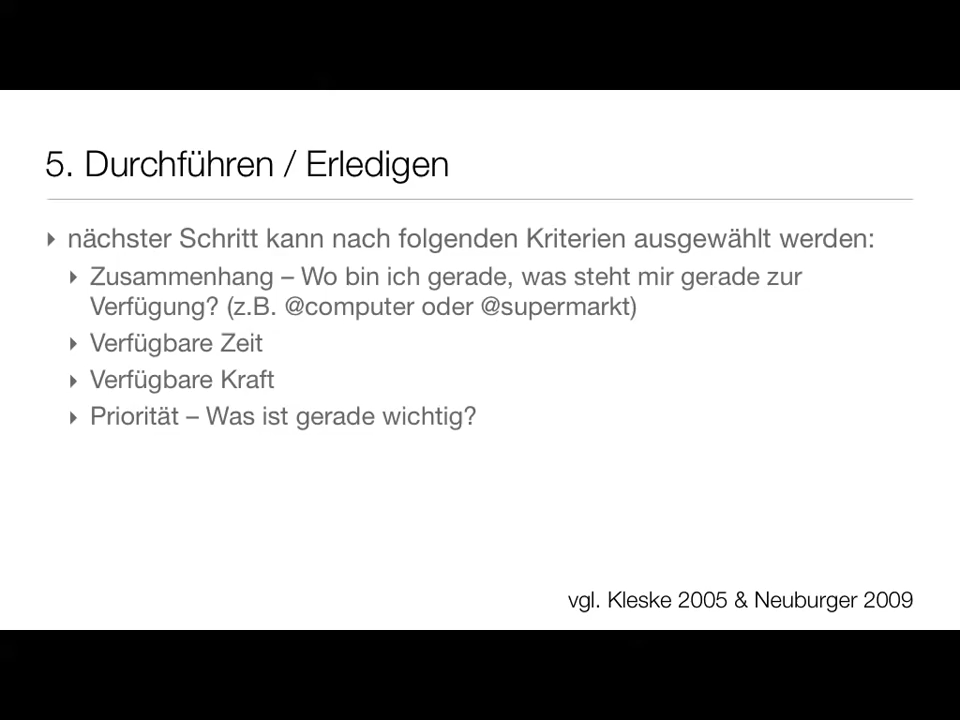 5. Durchführen / Erledigen
nächster Schritt kann nach folgenden Kriterien ausgewählt werden:
Zusammenhang – Wo bin ich gerade, was steht mir gerade zur
Verfügung? (z.B. @computer oder @supermarkt)
Verfügbare Zeit
Verfügbare Kraft
Priorität – Was ist gerade wichtig?
vgl. Kleske 2005 & Neuburger 2009